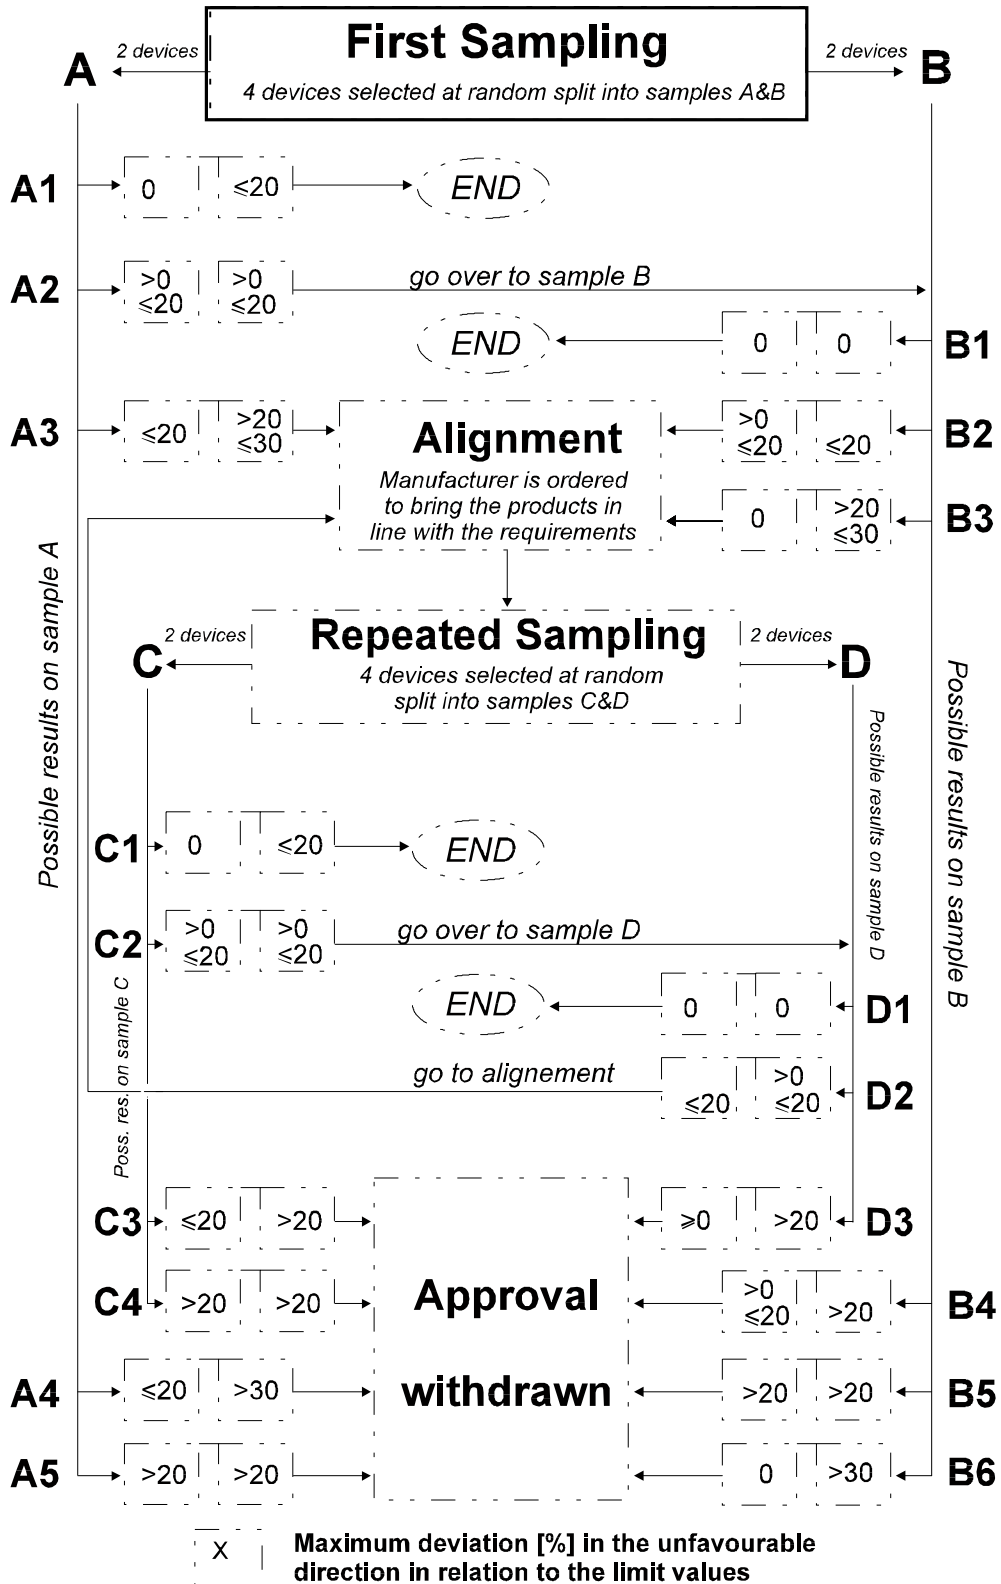 First Sampling
4 devices selected at random split into samples A&B
2 devices
2 devices
A
B
A1
0
≤20
END
A2
>0
≤20
>0
≤20
go over to sample B
END
0
0
B1
A3
≤20
>20
≤30
Alignment
Manufacturer is ordered
to bring the products in
line with the requirements
>0
≤20
≤20
B2
0
>20
≤30
B3
Possible results on sample A
2 devices
Repeated Sampling
4 devices selected at random
split into samples C&D
2 devices
C
D
Possible results on sample D
Possible results on sample B
C1
0
≤20
END
C2
>0
≤20
>0
≤20
go over to sample D
Poss. res. on sample C
END
0
0
D1
go to alignement
≤20
>0
≤20
D2
C3
≤20
>20
≥0
>20
D3
C4
>20
>20
Approval
withdrawn
>0
≤20
>20
B4
A4
≤20
>30
>20
>20
B5
A5
>20
>20
0
>30
B6
X
Maximum deviation [%] in the unfavourable
direction in relation to the limit values